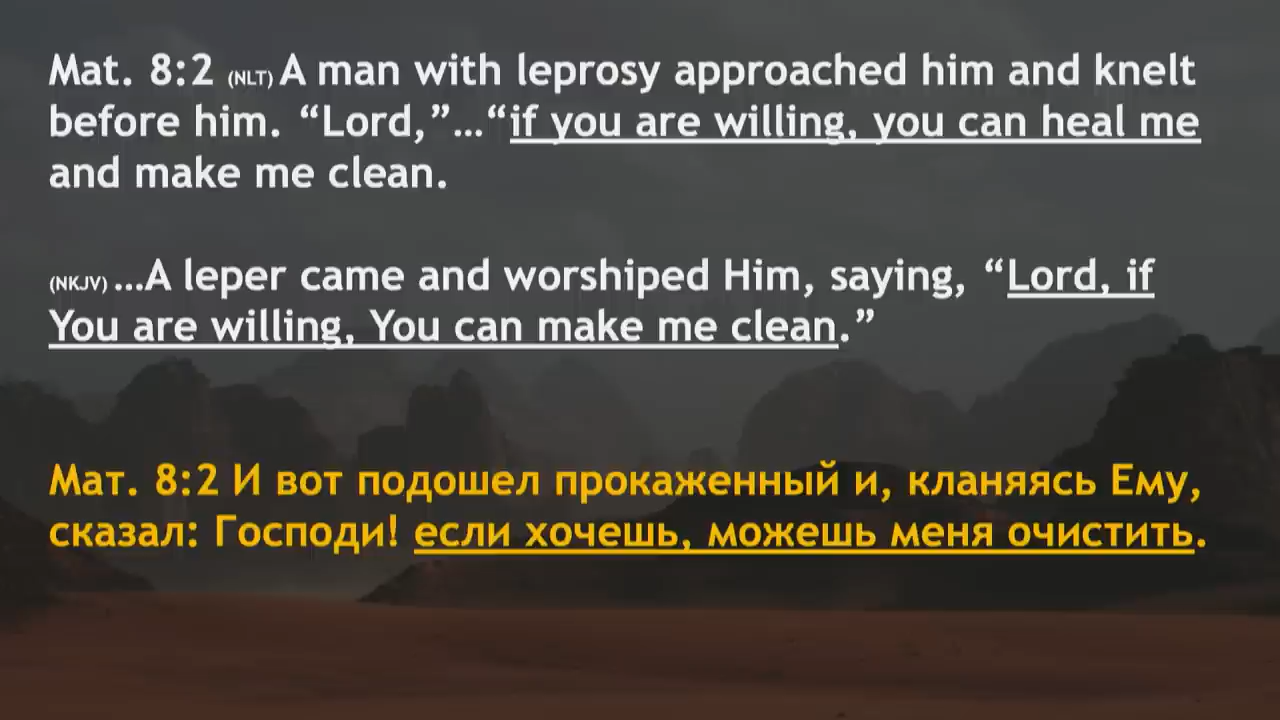 Mat. 8:2 (NLT) A man with leprosy approached him and knelt
before him. “Lord,”…“if you are willing, you can heal me
and make me clean.
(NKJV) …A leper came and worshiped Him, saying, “Lord, if
You are willing, You can make me clean.”
Мат. 8:2 И вот подошел прокаженный и, кланяясь Ему,
сказал: Господи! если хочешь, можешь меня очистить.